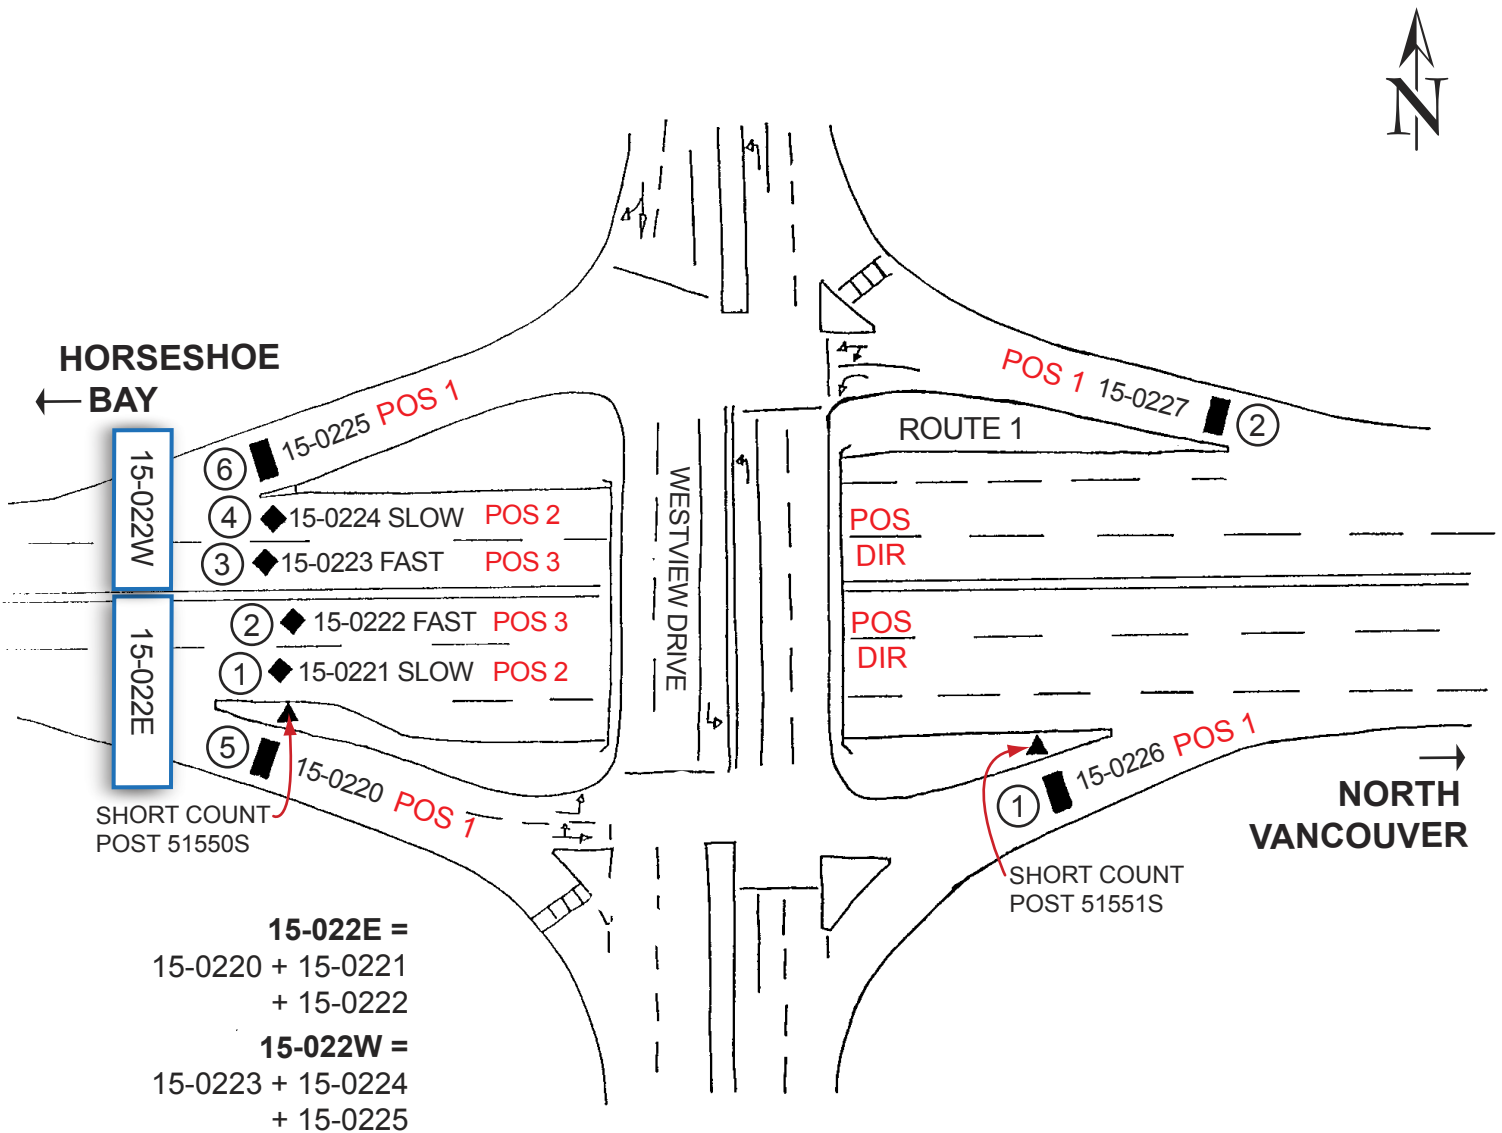 N
HORSESHOE
BAY
15-022W
15-022E
6
15-0225 POS 1
4
15-0224 SLOW POS 2
3
15-0223 FAST POS 3
2
15-0222 FAST POS 3
1
15-0221 SLOW POS 2
5
15-0220 POS 1
SHORT COUNT
POST 51550S
WESTVIEW DRIVE
POS 1 15-0227
2
ROUTE 1
POS
DIR
POS
DIR
1
15-0226 POS 1
NORTH
VANCOUVER
SHORT COUNT
POST 51551S
15-022E =
15-0220 + 15-0221
+ 15-0222
15-022W =
15-0223 + 15-0224
+ 15-0225